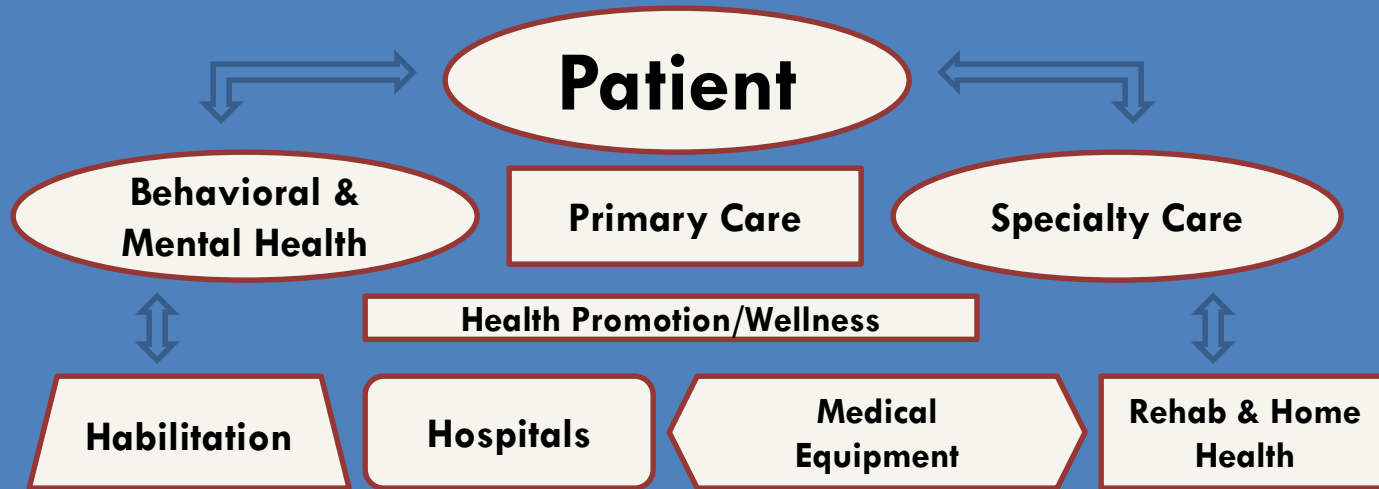 Patient
Behavioral &
Mental Health
Primary Care
Specialty Care
Health Promotion/Wellness
Habilitation
Hospitals
Medical
Equipment
Rehab & Home
Health